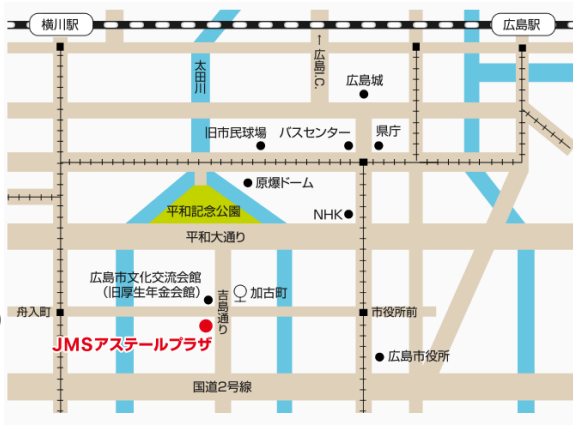 横川駅
広島駅
← 広島I.C.
太田川
広島城
旧市民球場
バスセンター
県庁
原爆ドーム
平和記念公園
NHK
平和大通り
広島市文化交流会館
（旧厚生年金会館）
吉島通り
加古町
舟入町
市役所前
JMSアステールプラザ
広島市役所
国道2号線